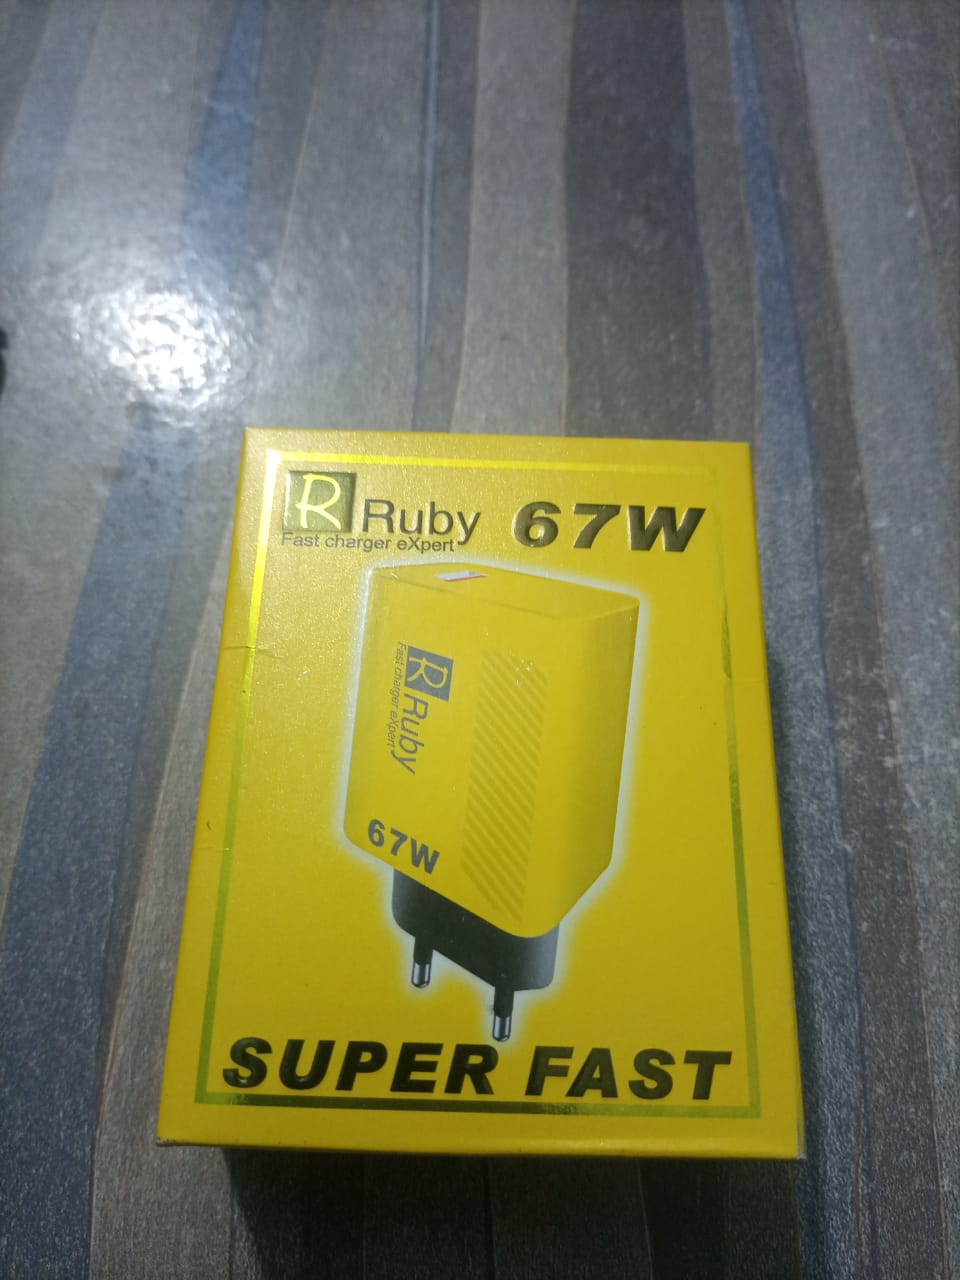 R Ruby 67W
Fast charger eXpert
R Ruby
Fast charger eXpert
67W
SUPER FAST